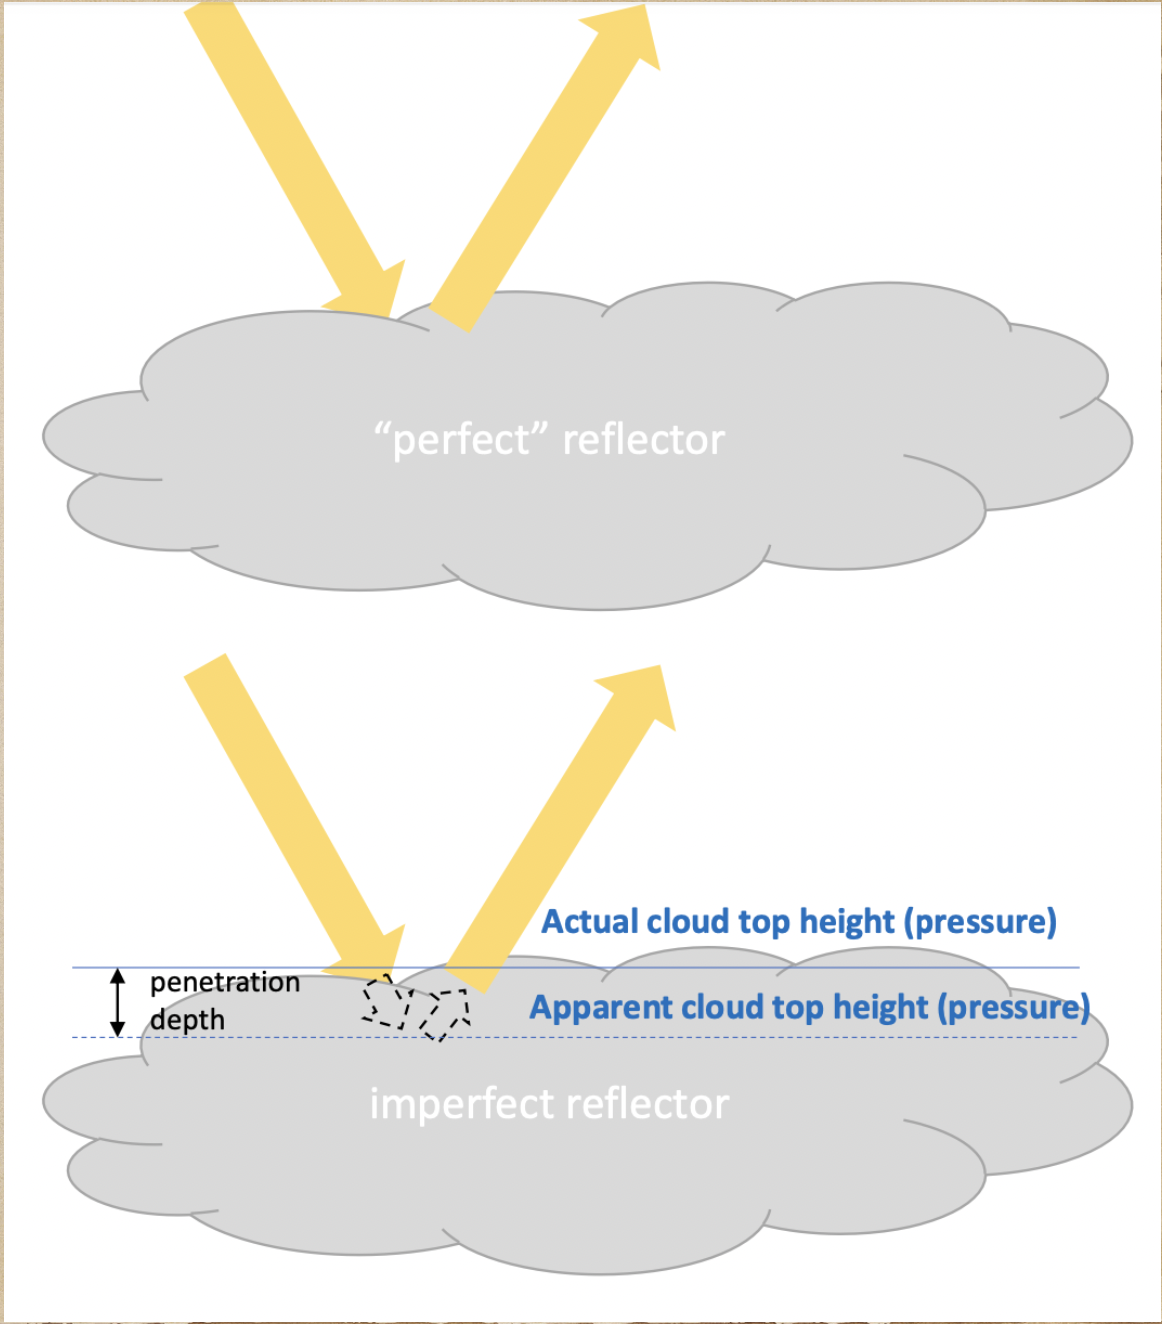 “perfect” reflector
Actual cloud top height (pressure)
penetration
depth
Apparent cloud top height (pressure)
imperfect reflector